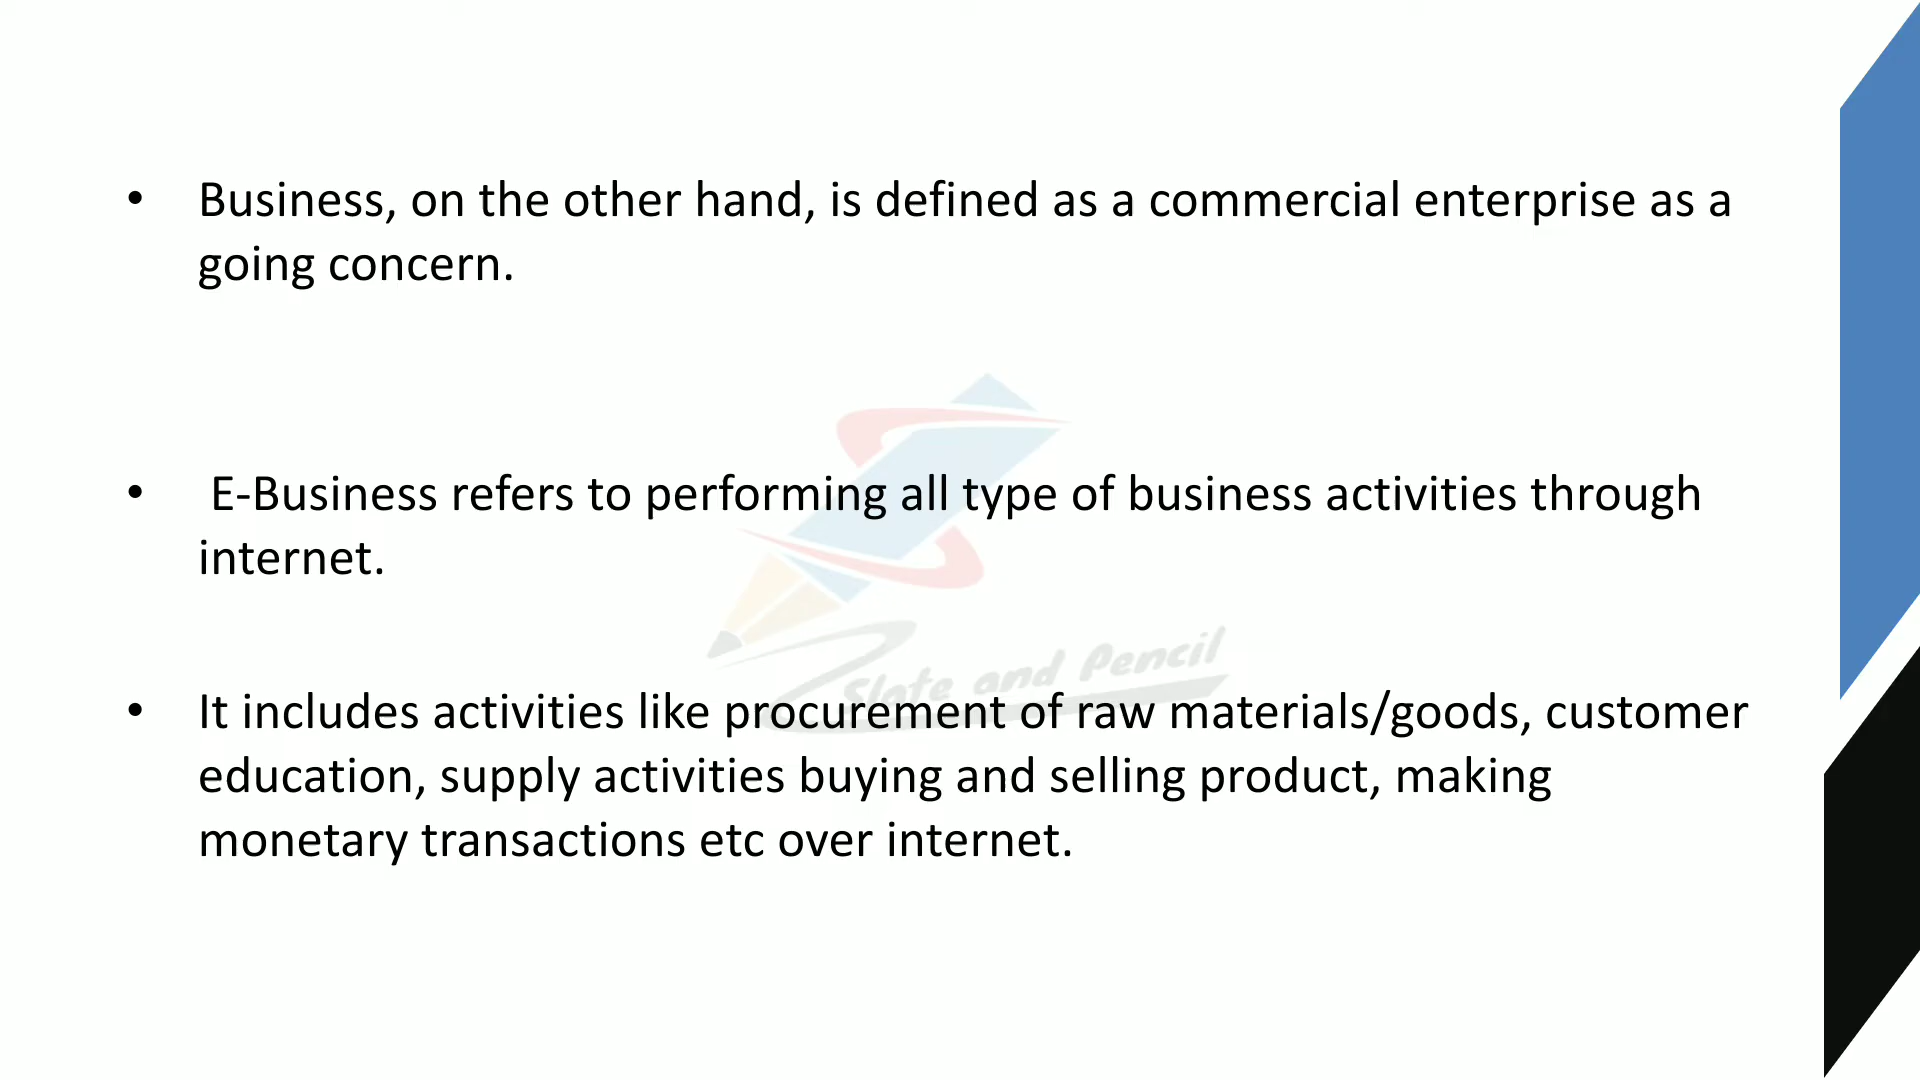 • Business, on the other hand, is defined as a commercial enterprise as a
going concern.
• E-Business refers to performing all type of business activities through
internet.
Slate and Pencil
• It includes activities like procurement of raw materials/goods, customer
education, supply activities buying and selling product, making
monetary transactions etc over internet.